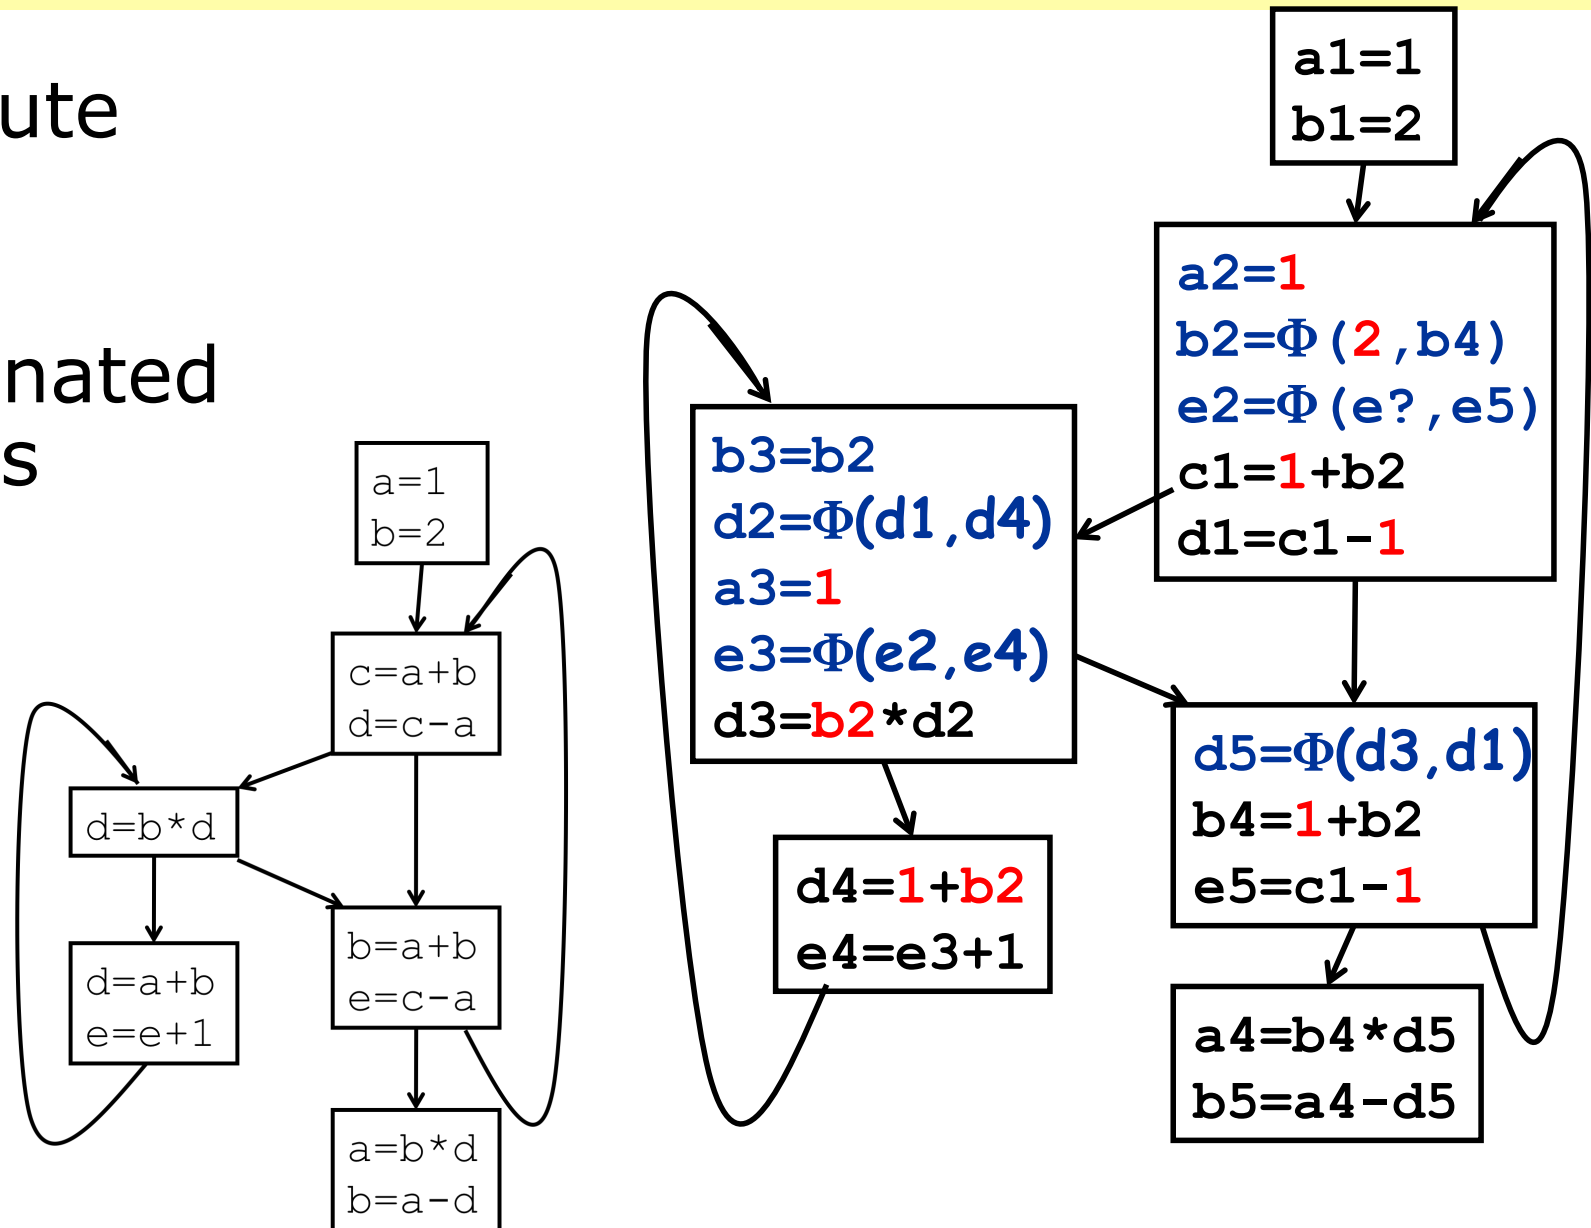 ute
nated
s
a=1
b=2
c=a+b
d=c-a
d=b*d
d=a+b
e=e+1
b=a+b
e=c-a
a=b*d
b=a-d
a1=1
b1=2
a2=1
b2=Φ(2,b4)
e2=Φ(e?,e5)
c1=1+b2
d1=c1-1
b3=b2
d2=Φ(d1,d4)
a3=1
e3=Φ(e2,e4)
d3=b2*d2
d4=1+b2
e4=e3+1
d5=Φ(d3,d1)
b4=1+b2
e5=c1-1
a4=b4*d5
b5=a4-d5